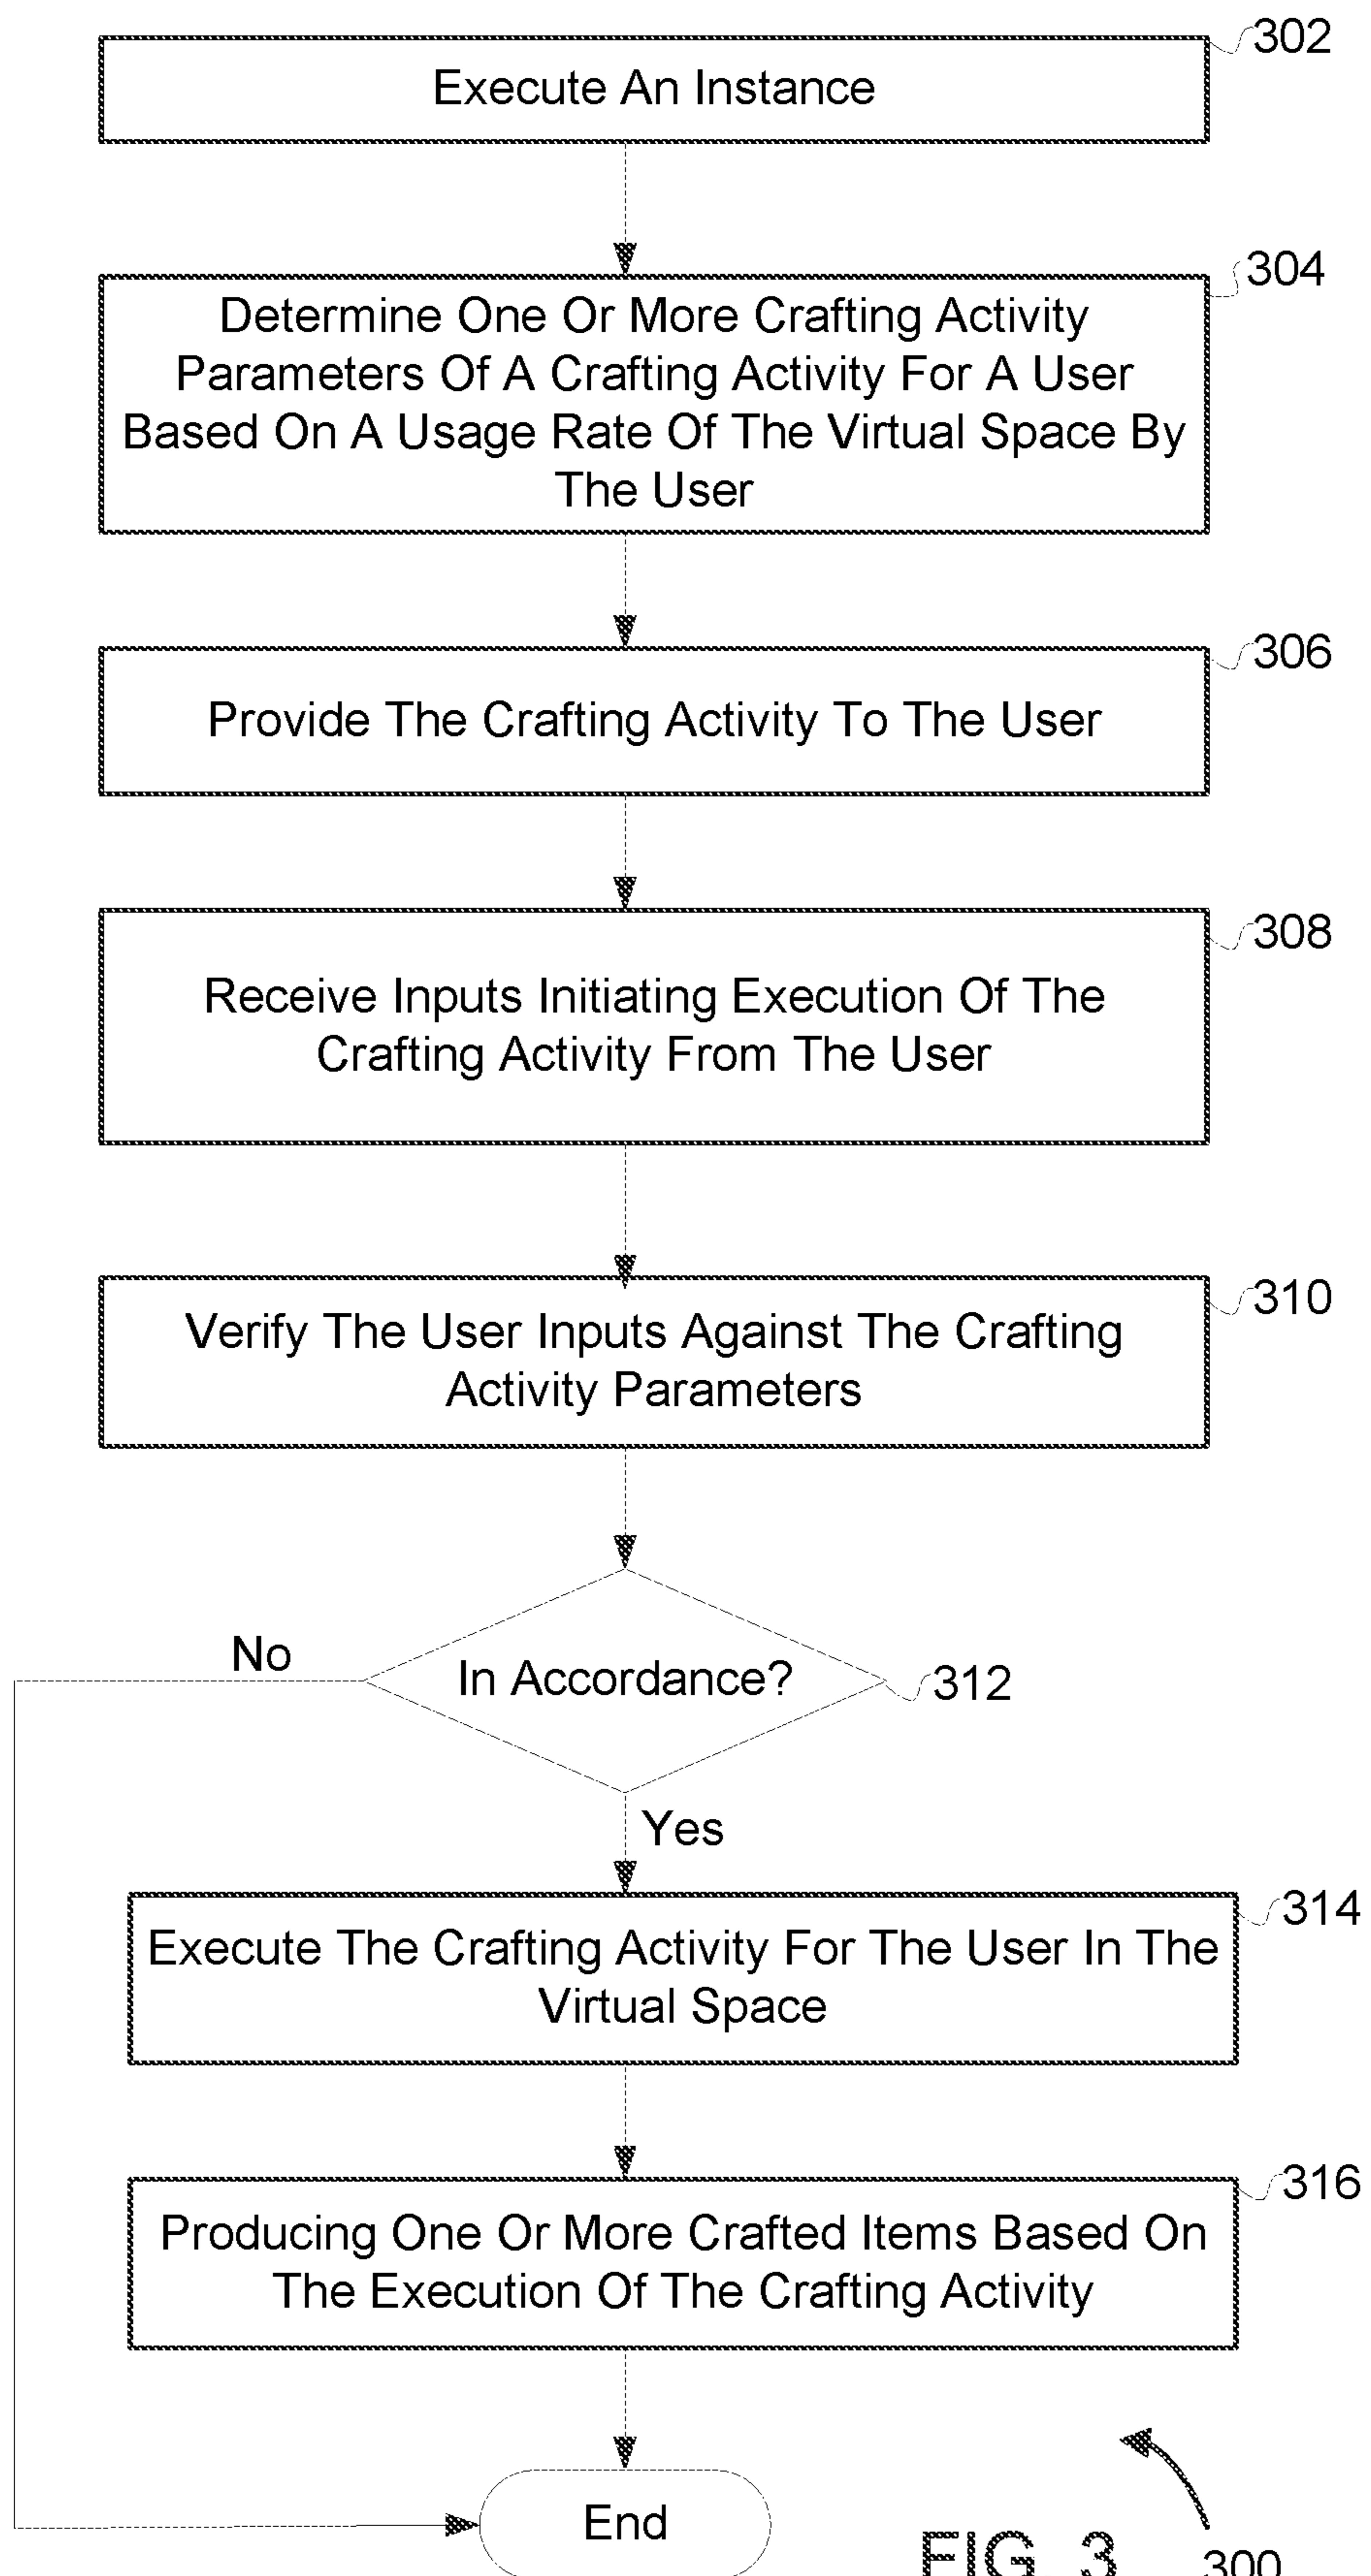 302
Execute An Instance
304
Determine One Or More Crafting Activity
Parameters Of A Crafting Activity For A User
Based On A Usage Rate Of The Virtual Space By
The User
306
Provide The Crafting Activity To The User
308
Receive Inputs Initiating Execution Of The
Crafting Activity From The User
310
Verify The User Inputs Against The Crafting
Activity Parameters
No
In Accordance?
312
Yes
314
Execute The Crafting Activity For The User In The
Virtual Space
316
Producing One Or More Crafted Items Based On
The Execution Of The Crafting Activity
End
FIG. 3
300